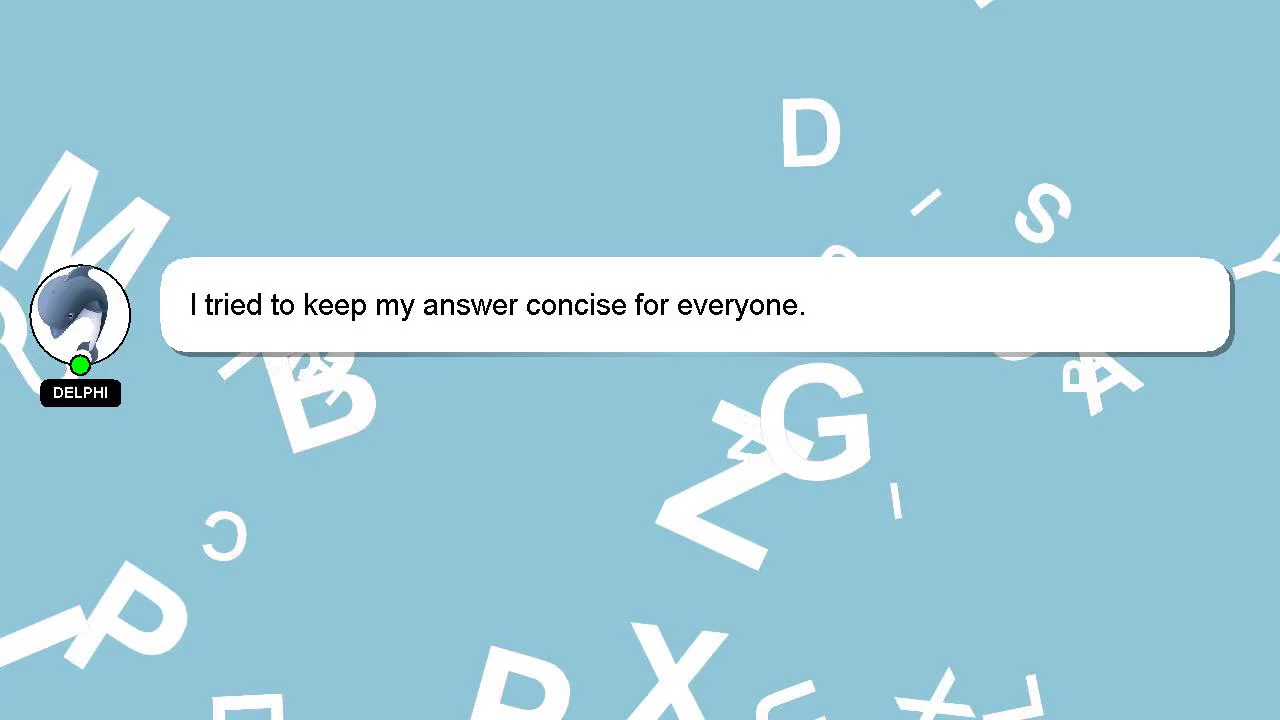 I tried to keep my answer concise for everyone.
DELPHI
D
I
S
M
B
G
A
Z
I
C
P
X